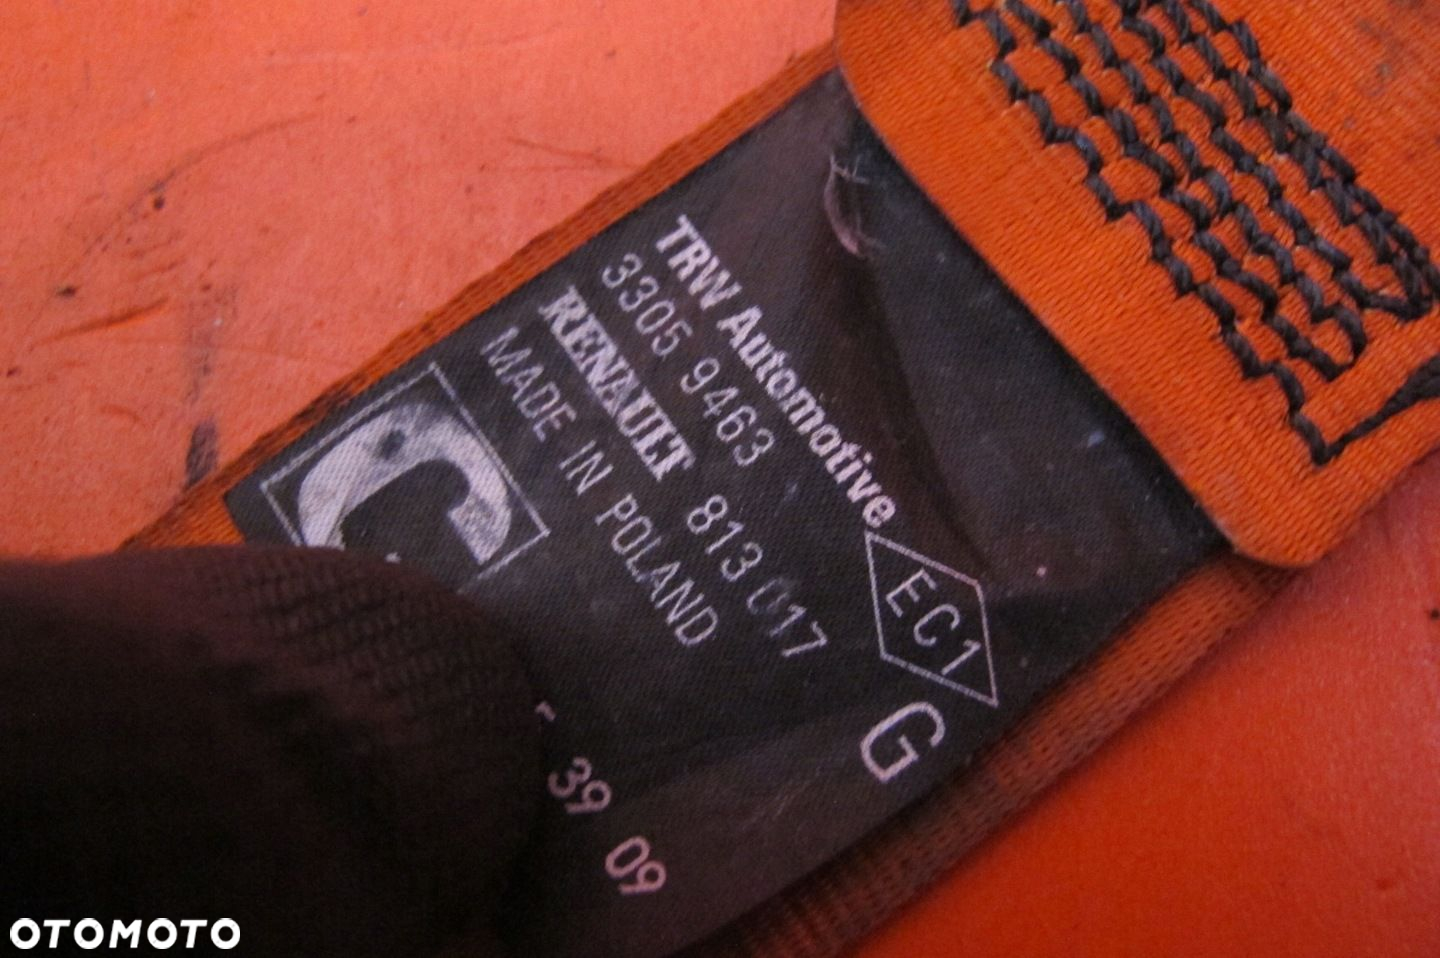 TRW Automotive
3305 9463
RENAULT 813 017
MADE IN POLAND
EC1
G
39 09
OTOMOTO